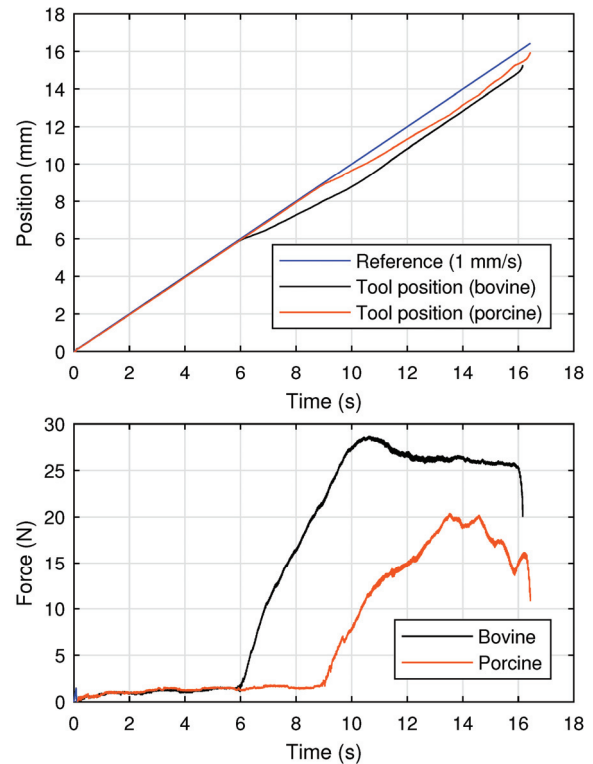 18
16
14
12
10
8
6
4
2
0
Position (mm)
Reference (1 mm/s)
Tool position (bovine)
Tool position (porcine)
0 2 4 6 8 10 12 14 16 18
Time (s)
30
25
20
15
10
5
0
Force (N)
Bovine
Porcine
0 2 4 6 8 10 12 14 16 18
Time (s)